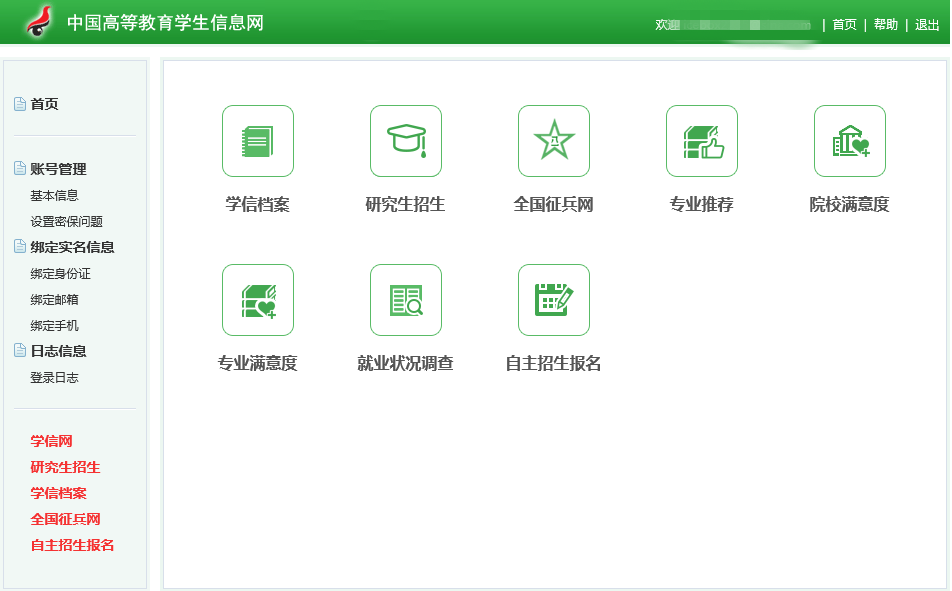 中国高等教育学生信息网
欢迎 | 首页 | 帮助 | 退出
首页
账号管理
基本信息
设置密保问题
绑定实名信息
绑定身份证
绑定邮箱
绑定手机
日志信息
登录日志
学信网
研究生招生
学信档案
全国征兵网
自主招生报名
学信档案 研究生招生 全国征兵网 专业推荐 院校满意度
专业满意度 就业状况调查 自主招生报名